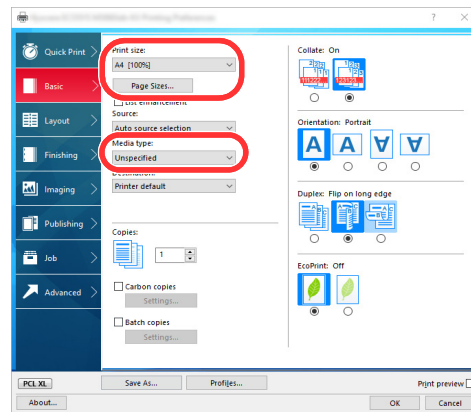 ? ×
Quick Print
Basic
Layout
Finishing
Imaging
Publishing
Job
Advanced
Print size:
A4 [100%]
Page Sizes...
List enhancement
Source:
Auto source selection
Media type:
Unspecified
Destination:
Printer default
Copies:
1
Carbon copies
Settings...
Batch copies
Settings...
Collate: On
Orientation: Portrait
A A A A
Duplex: Flip on long edge
EcoPrint: Off
PCL XL
Save As...
Profiles...
Print preview
About...
OK
Cancel